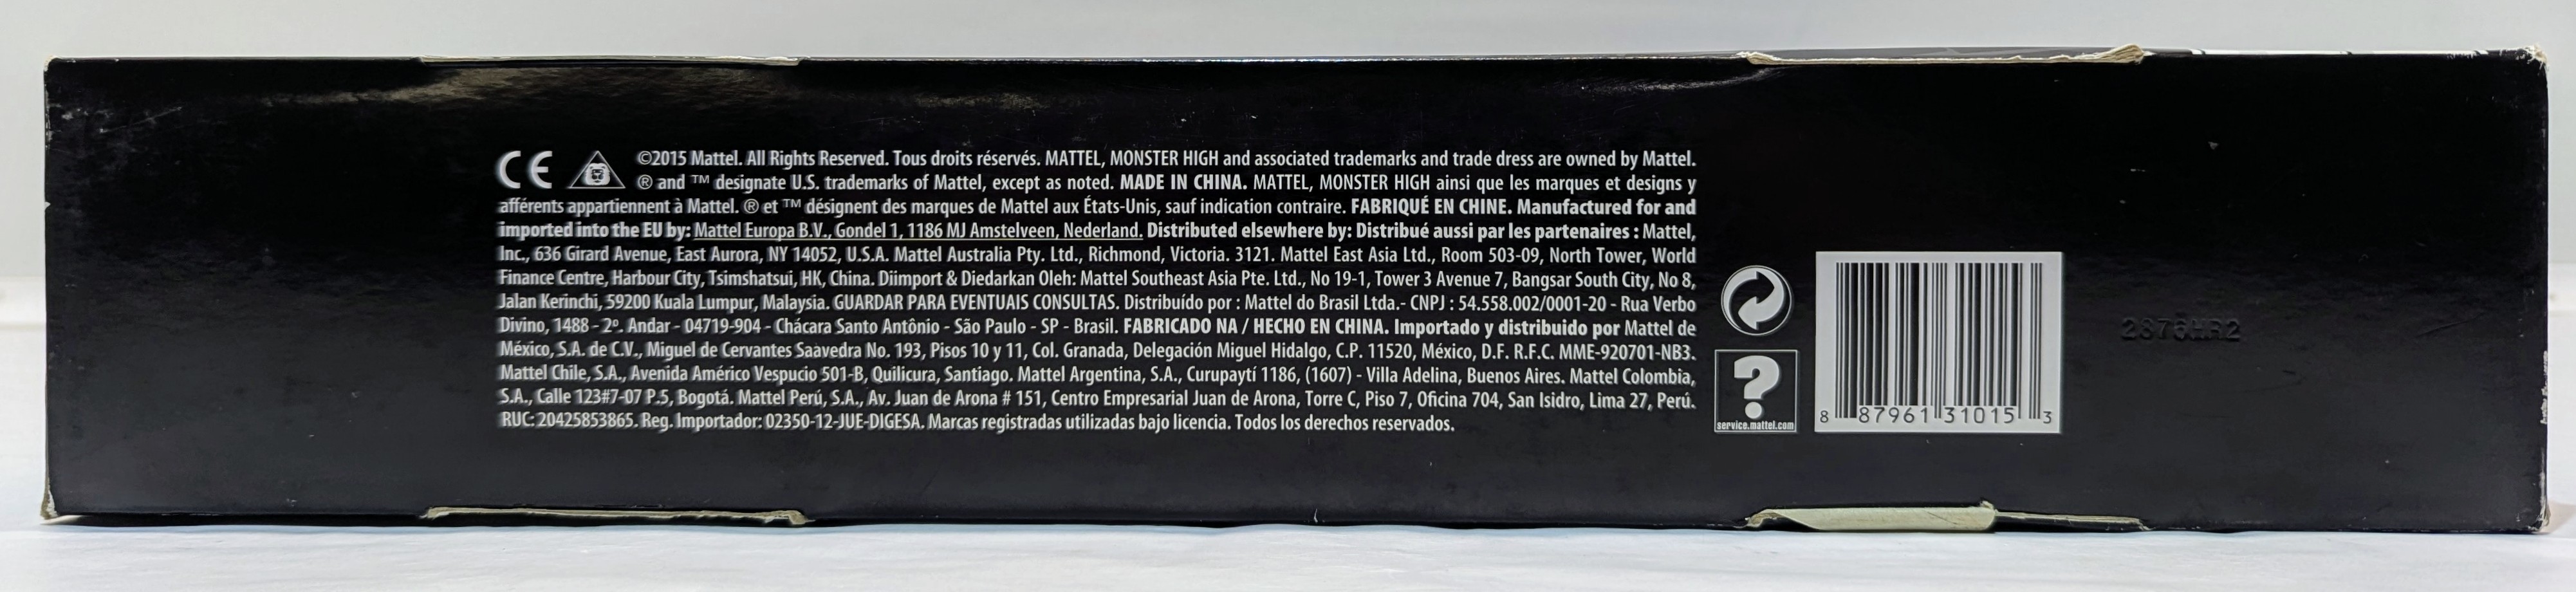 CE ©2015 Mattel. All Rights Reserved. Tous droits réservés. MATTEL, MONSTER HIGH and associated trademarks and trade dress are owned by Mattel.
® and ™ designate U.S. trademarks of Mattel, except as noted. MADE IN CHINA. MATTEL, MONSTER HIGH ainsi que les marques et designs y
afférents appartiennent à Mattel. ® et ™ désignent des marques de Mattel aux États-Unis, sauf indication contraire. FABRIQUÉ EN CHINE. Manufactured for and
imported into the EU by: Mattel Europa B.V., Gondel 1, 1186 MJ Amstelveen, Nederland. Distributed elsewhere by: Distribué aussi par les partenaires : Mattel,
Inc., 636 Girard Avenue, East Aurora, NY 14052, U.S.A. Mattel Australia Pty. Ltd., Richmond, Victoria. 3121. Mattel East Asia Ltd., Room 503-09, North Tower, World
Finance Centre, Harbour City, Tsimshatsui, HK, China. Diimport & Diedarkan Oleh: Mattel Southeast Asia Pte. Ltd., No 19-1, Tower 3 Avenue 7, Bangsar South City, No 8,
Jalan Kerinchi, 59200 Kuala Lumpur, Malaysia. GUARDAR PARA EVENTUAIS CONSULTAS. Distribuído por : Mattel do Brasil Ltda.- CNPJ : 54.558.002/0001-20 - Rua Verbo
Divino, 1488 - 2º. Andar - 04719-904 - Chácara Santo Antônio - São Paulo - SP - Brasil. FABRICADO NA / HECHO EN CHINA. Importado y distribuido por Mattel de
México, S.A. de C.V., Miguel de Cervantes Saavedra No. 193, Pisos 10 y 11, Col. Granada, Delegación Miguel Hidalgo, C.P. 11520, México, D.F. R.F.C. MME-920701-NB3.
Mattel Chile, S.A., Avenida Américo Vespucio 501-B, Quilicura, Santiago. Mattel Argentina, S.A., Curupaytí 1186, (1607) - Villa Adelina, Buenos Aires. Mattel Colombia,
S.A., Calle 123#7-07 P.5, Bogotá. Mattel Perú, S.A., Av. Juan de Arona # 151, Centro Empresarial Juan de Arona, Torre C, Piso 7, Oficina 704, San Isidro, Lima 27, Perú.
RUC: 20425853865. Reg. Importador: 02350-12-JUE-DIGESA. Marcas registradas utilizadas bajo licencia. Todos los derechos reservados.
?
service.mattel.com
8 87961 31015 3